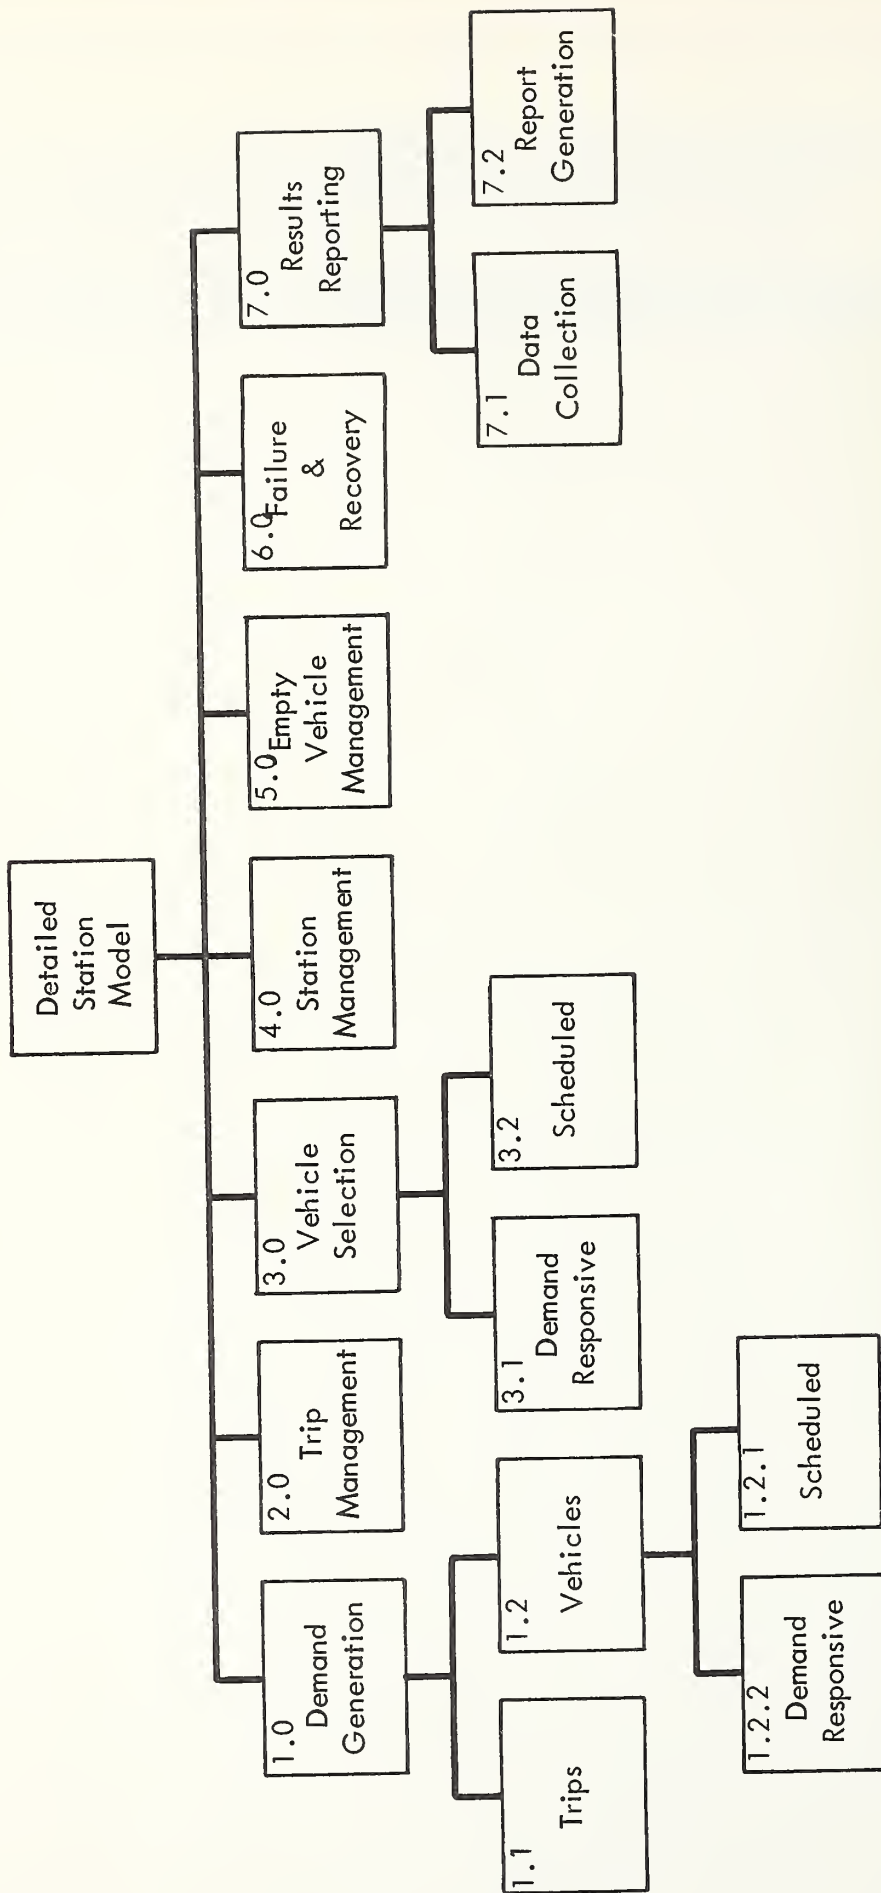 Detailed
Station
Model
1.0
Demand
Generation
2.0
Trip
Management
3.0
Vehicle
Selection
4.0
Station
Management
5.0 Empty
Vehicle
Management
6.0 Failure
&
Recovery
7.0
Results
Reporting
1.1
Trips
1.2
Vehicles
3.1
Demand
Responsive
3.2
Scheduled
7.1
Data
Collection
7.2
Report
Generation
1.2.2
Demand
Responsive
1.2.1
Scheduled